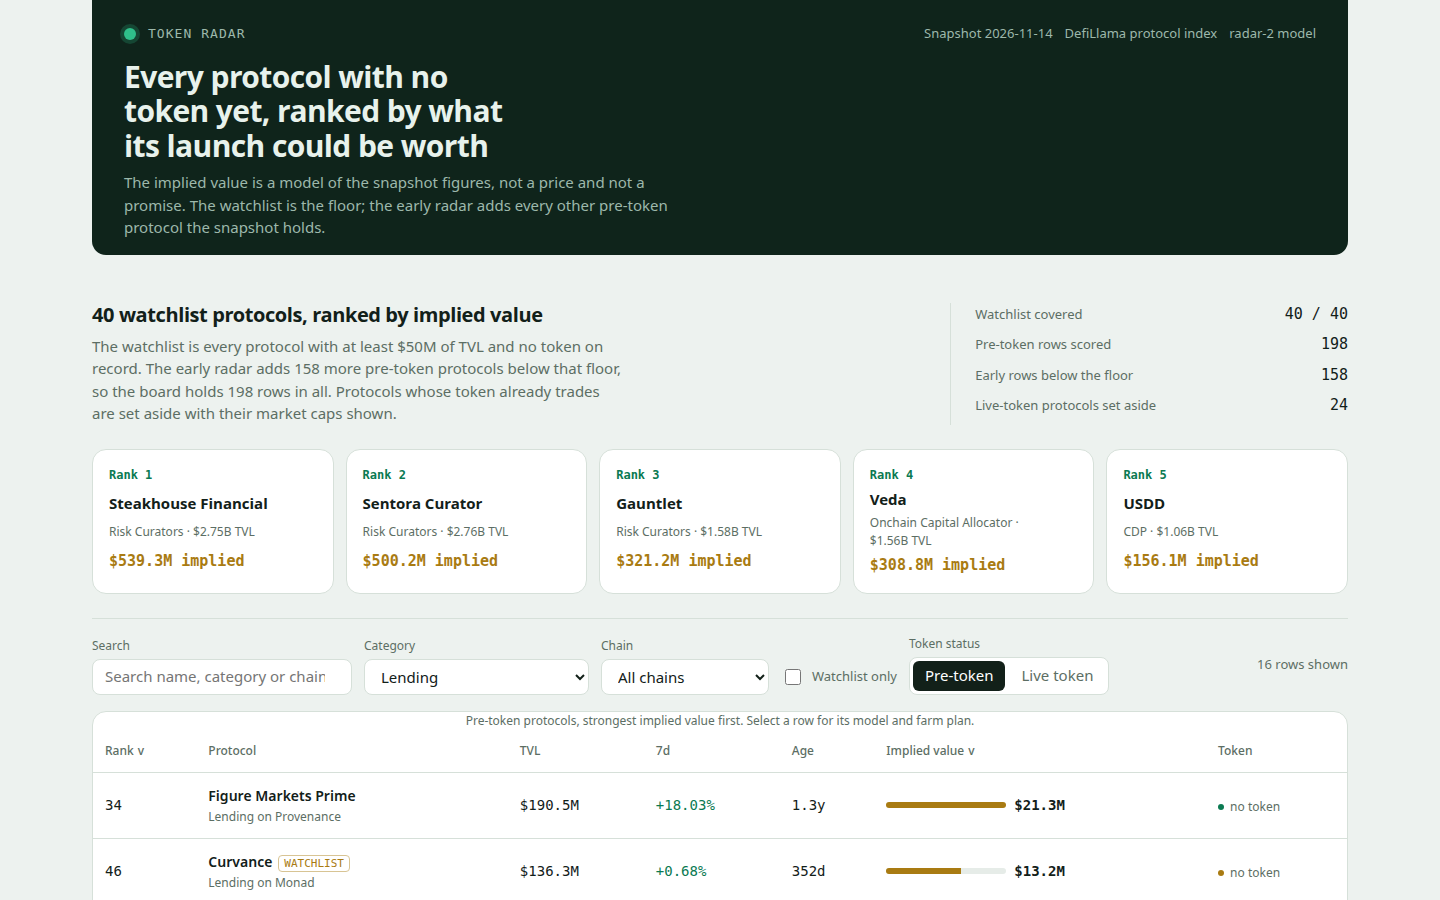 TOKEN RADAR
Snapshot 2026-11-14 DefiLlama protocol index radar-2 model
Every protocol with no
token yet, ranked by what
its launch could be worth
The implied value is a model of the snapshot figures, not a price and not a
promise. The watchlist is the floor; the early radar adds every other pre-token
protocol the snapshot holds.
40 watchlist protocols, ranked by implied value
The watchlist is every protocol with at least $50M of TVL and no token on
record. The early radar adds 158 more pre-token protocols below that floor,
so the board holds 198 rows in all. Protocols whose token already trades
are set aside with their market caps shown.
Watchlist covered 40 / 40
Pre-token rows scored 198
Early rows below the floor 158
Live-token protocols set aside 24
Rank 1
Steakhouse Financial
Risk Curators · $2.75B TVL
$539.3M implied
Rank 2
Sentora Curator
Risk Curators · $2.76B TVL
$500.2M implied
Rank 3
Gauntlet
Risk Curators · $1.58B TVL
$321.2M implied
Rank 4
Veda
Onchain Capital Allocator ·
$1.56B TVL
$308.8M implied
Rank 5
USDD
CDP · $1.06B TVL
$156.1M implied
Search
Search name, category or chain
Category
Lending
Chain
All chains
Watchlist only
Token status
Pre-token Live token
16 rows shown
Pre-token protocols, strongest implied value first. Select a row for its model and farm plan.
Rank v Protocol TVL 7d Age Implied value v Token
34 Figure Markets Prime $190.5M +18.03% 1.3y $21.3M no token
Lending on Provenance
46 Curvance WATCHLIST $136.3M +0.68% 352d $13.2M no token
Lending on Monad